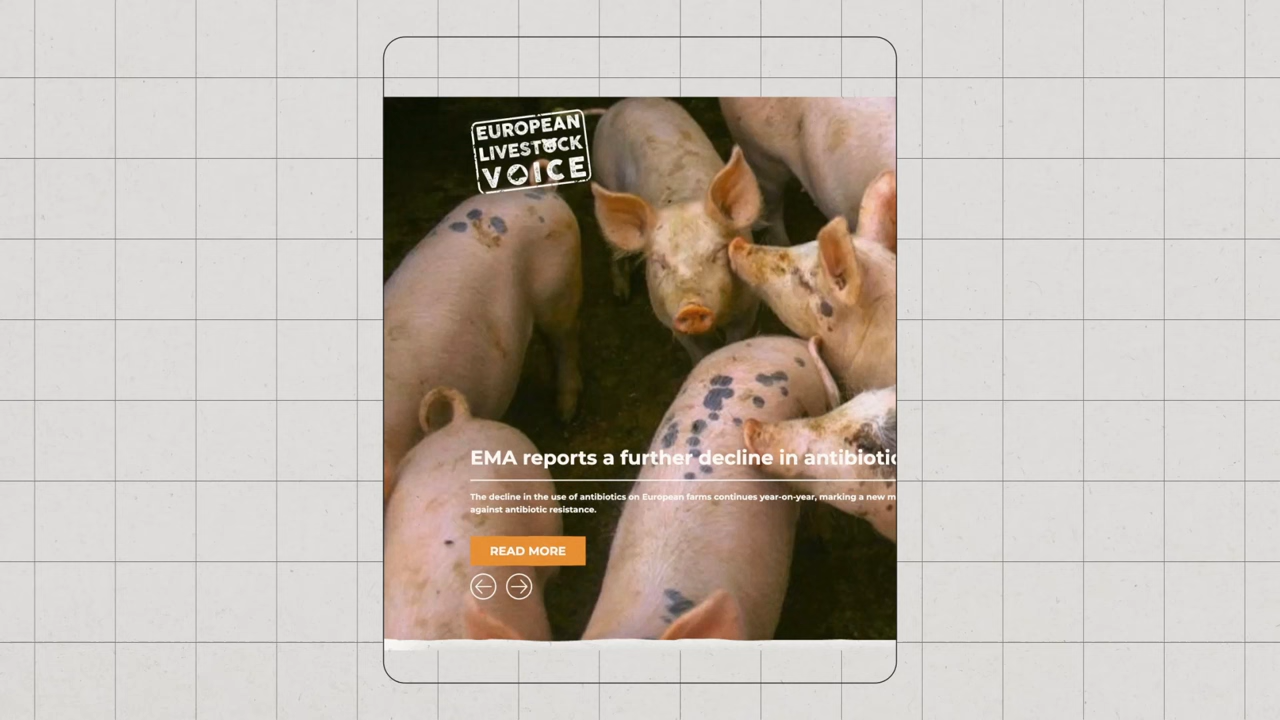 EUROPEAN
LIVESTOCK
VOICE
EMA reports a further decline in antibiotic
The decline in the use of antibiotics on European farms continues year-on-year, marking a new m
against antibiotic resistance.
READ MORE